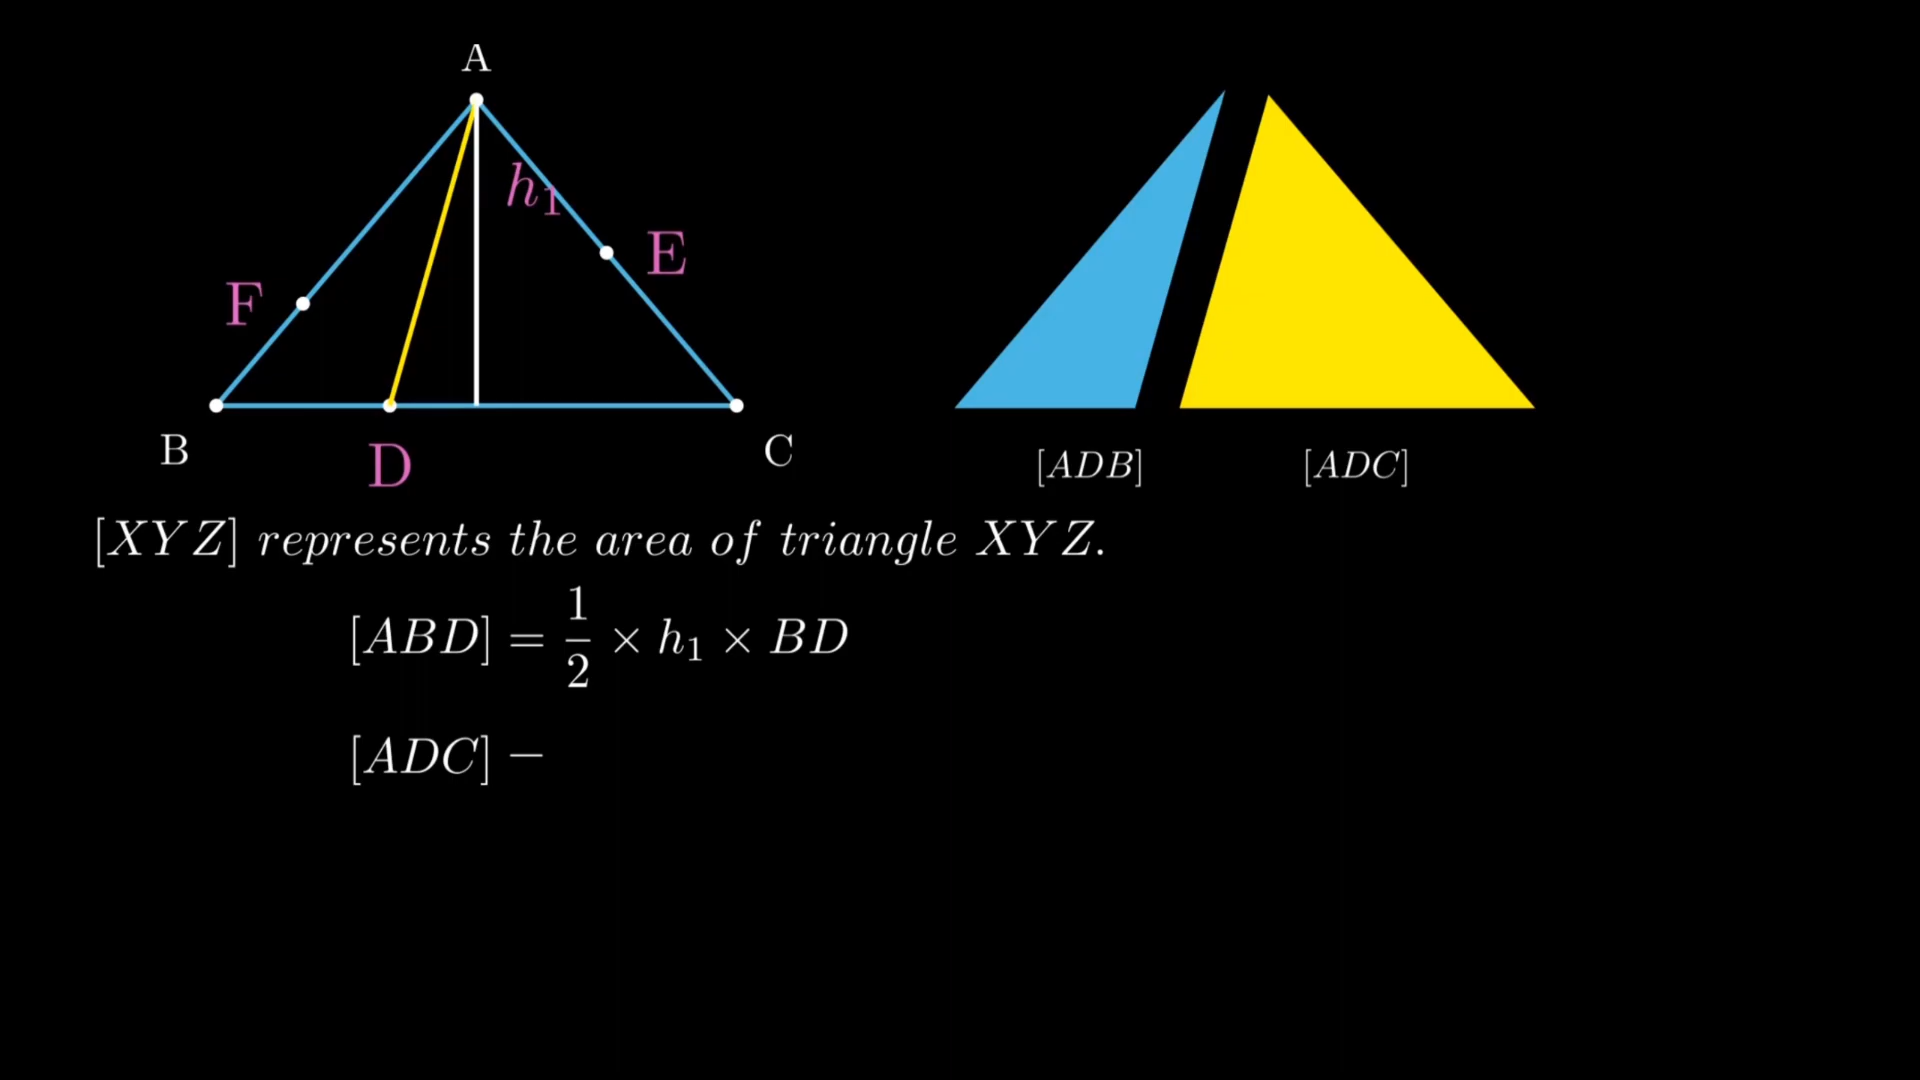 A
h₁
E
F
B
D
C
[ADB]
[ADC]
[XYZ] represents the area of triangle XYZ.
[ABD] = 1/2 × h₁ × BD
[ADC] −